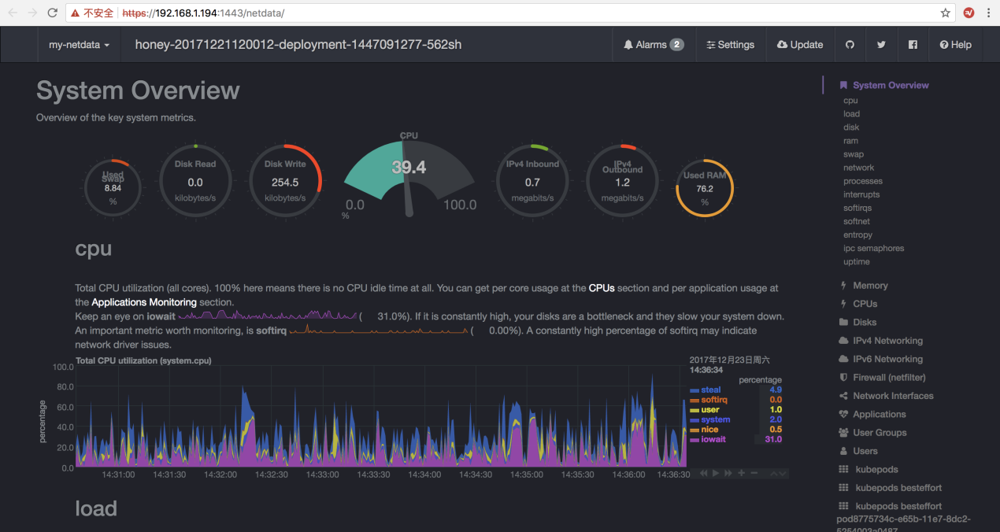 不安全 https://192.168.1.194:1443/netdata/
my-netdata honey-20171221120012-deployment-1447091277-562sh Alarms 2 Settings Update Help
System Overview
Overview of the key system metrics.
Used Swap
8.84
%
Disk Read
0.0
kilobytes/s
Disk Write
254.5
kilobytes/s
CPU
39.4
0.0 100.0
%
IPv4 Inbound
0.7
megabits/s
IPv4 Outbound
1.2
megabits/s
Used RAM
76.2
%
cpu
Total CPU utilization (all cores). 100% here means there is no CPU idle time at all. You can get per core usage at the CPUs section and per application usage at
the Applications Monitoring section.
Keep an eye on iowait ( 31.0%). If it is constantly high, your disks are a bottleneck and they slow your system down.
An important metric worth monitoring, is softirq ( 0.00%). A constantly high percentage of softirq may indicate
network driver issues.
Total CPU utilization (system.cpu)
percentage
100.0
80.0
60.0
40.0
20.0
0.0
14:31:00 14:31:30 14:32:00 14:32:30 14:33:00 14:33:30 14:34:00 14:34:30 14:35:00 14:35:30 14:36:00 14:36:30
2017年12月23日周六
14:36:34
percentage
steal 4.9
softirq 0.0
user 1.0
system 2.0
nice 0.5
iowait 31.0
load
System Overview
cpu
load
disk
ram
swap
network
processes
interrupts
softirqs
softnet
entropy
ipc semaphores
uptime
Memory
CPUs
Disks
IPv4 Networking
IPv6 Networking
Firewall (netfilter)
Network Interfaces
Applications
User Groups
Users
kubepods
kubepods besteffort
kubepods besteffort
pod8775734c-e65b-11e7-8dc2-
5254003a0487